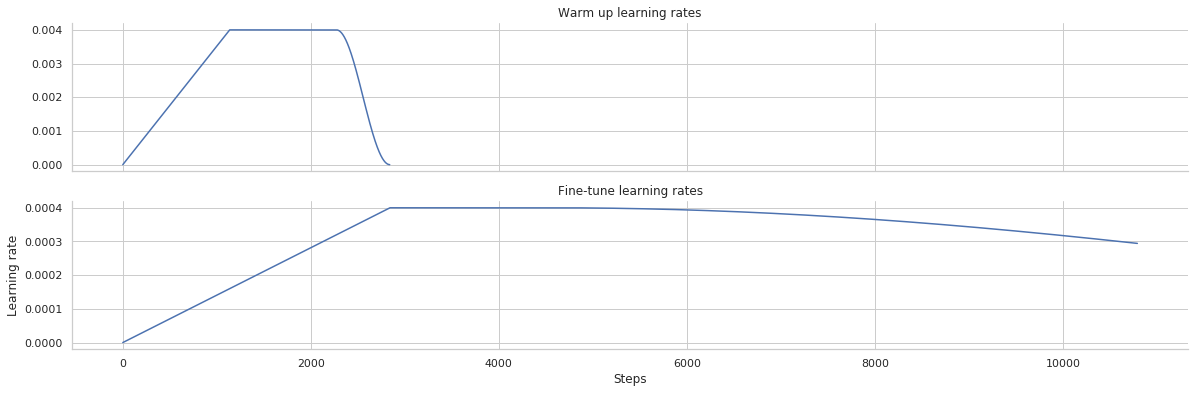 Warm up learning rates
0.004
0.003
0.002
0.001
0.000
Fine-tune learning rates
0.0004
0.0003
0.0002
0.0001
0.0000
Learning rate
0 2000 4000 6000 8000 10000
Steps